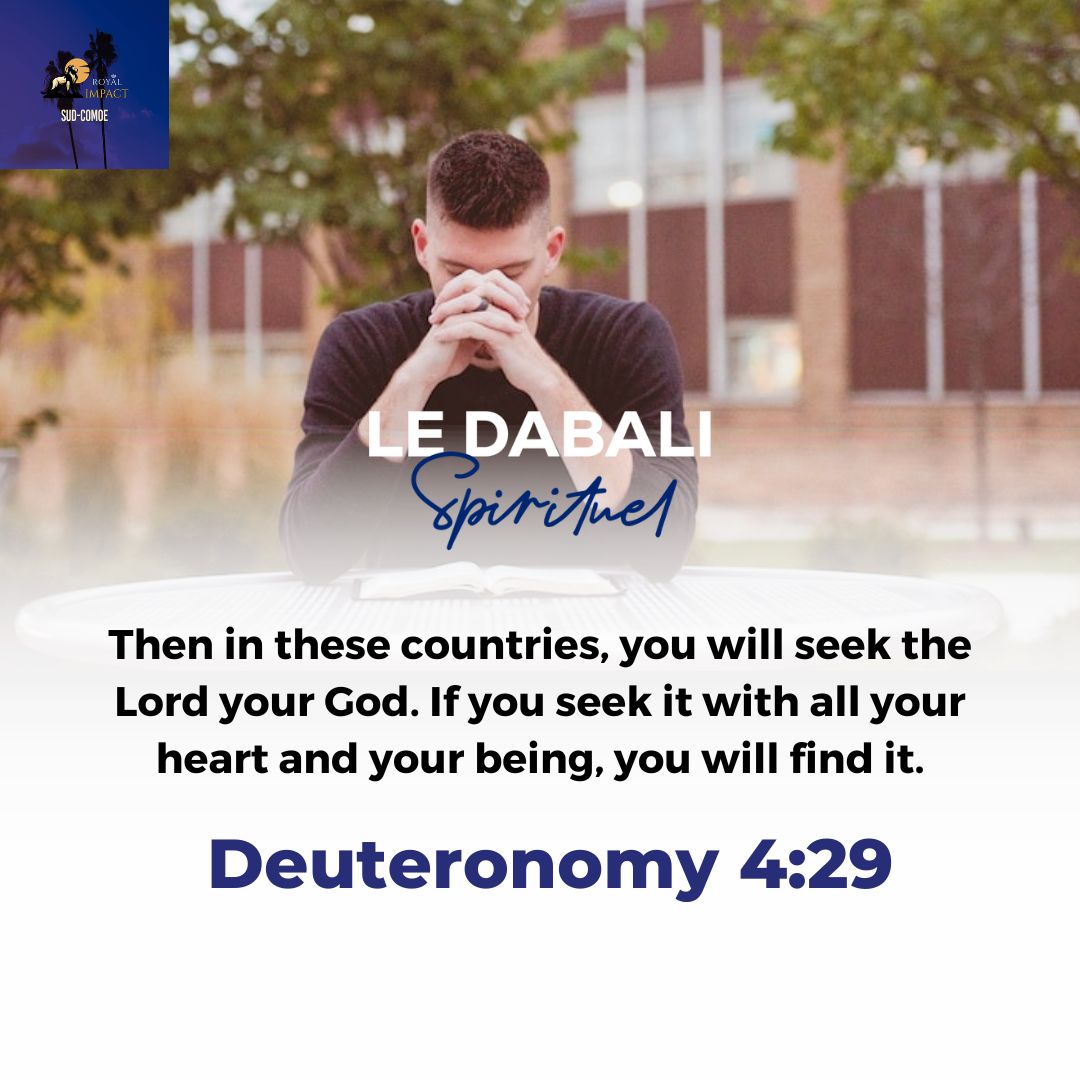 ROYAL
IMPACT
SUD-COMOE
LE DABALI
Spirituel
Then in these countries, you will seek the
Lord your God. If you seek it with all your
heart and your being, you will find it.
Deuteronomy 4:29